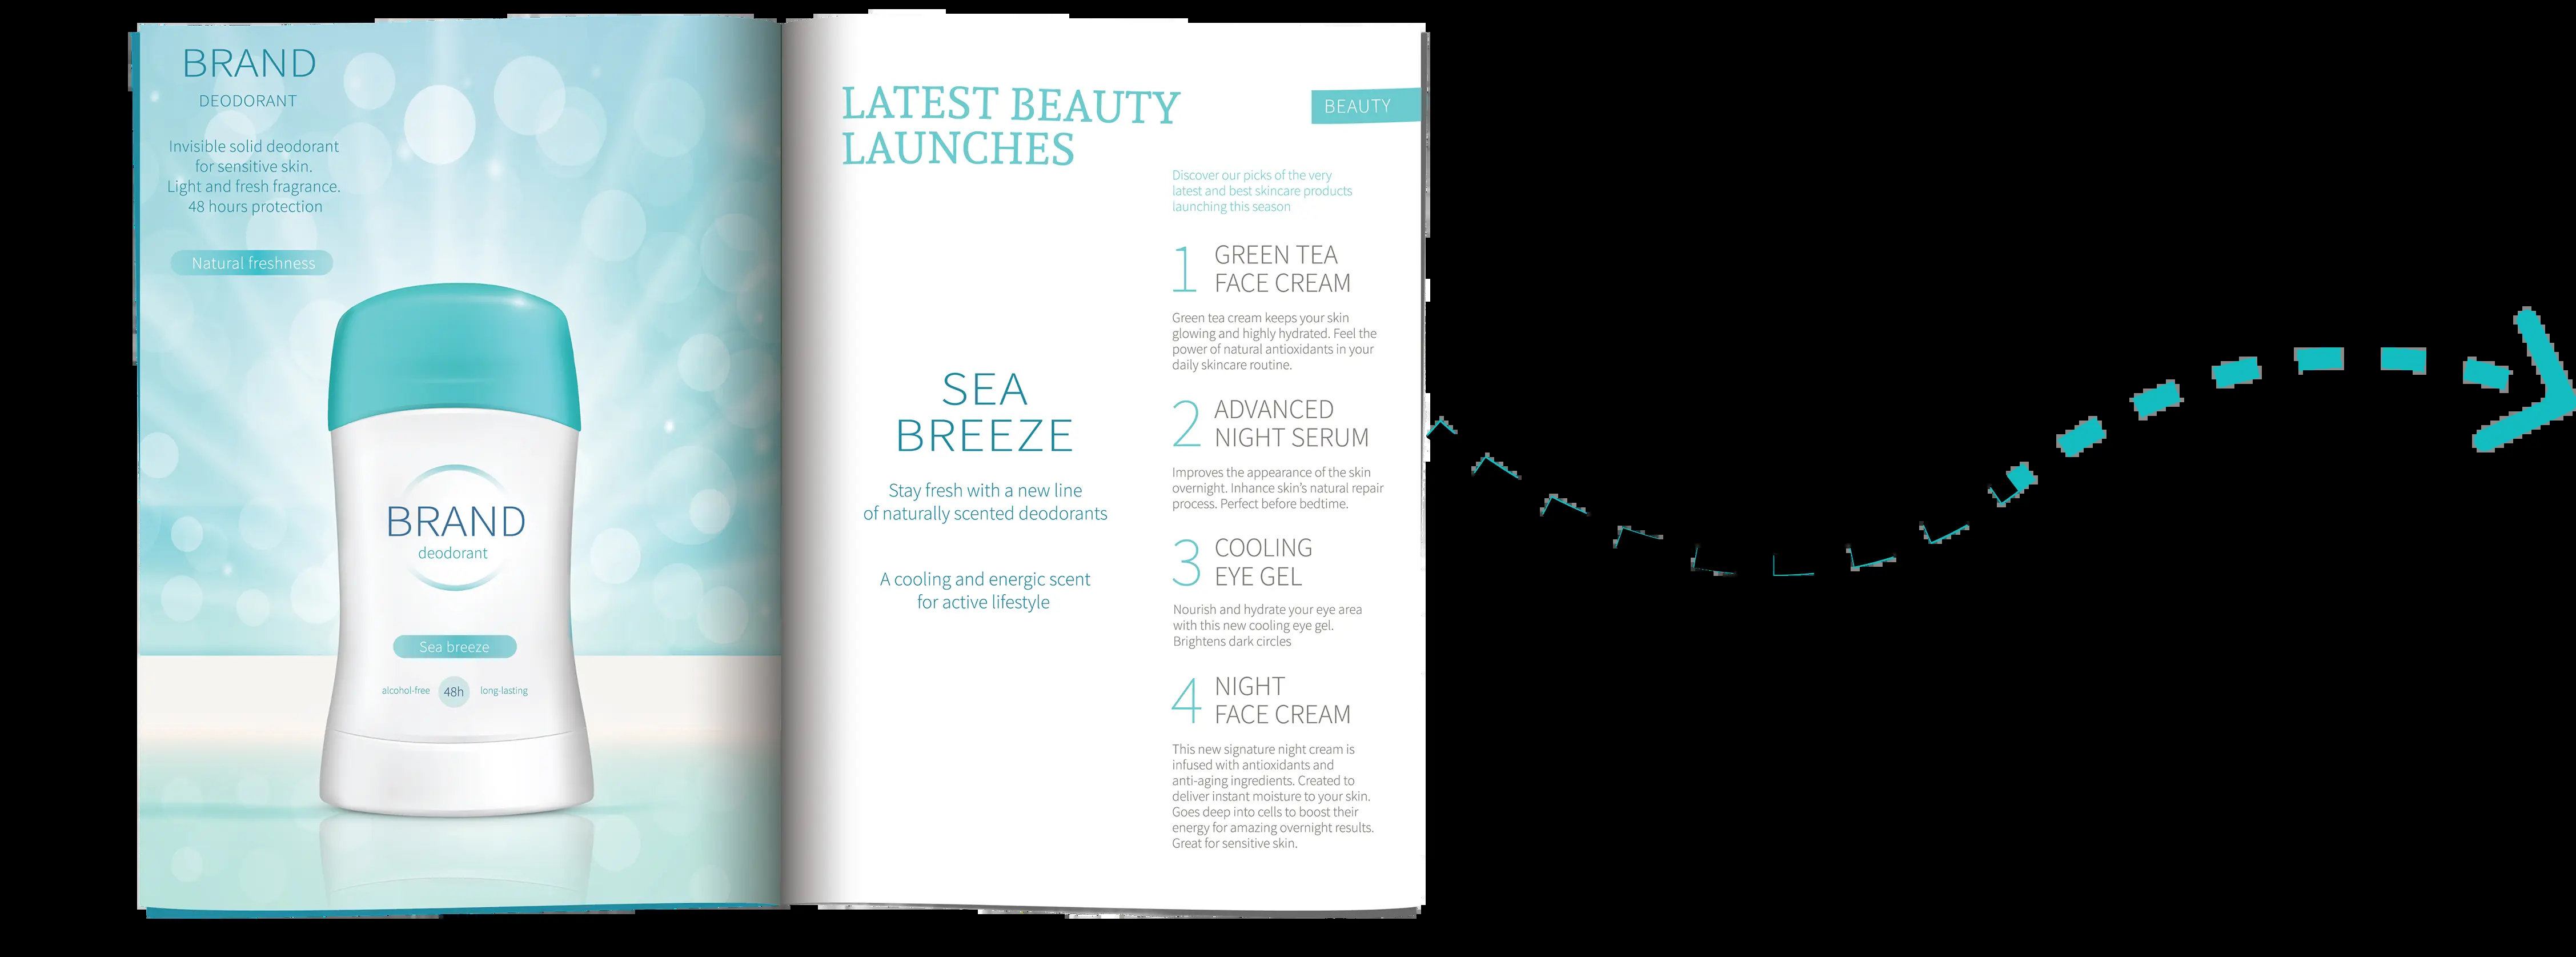 BRAND
DEODORANT
Invisible solid deodorant
for sensitive skin.
Light and fresh fragrance.
48 hours protection
Natural freshness
BRAND
deodorant
Sea breeze
alcohol-free 48h long-lasting
LATEST BEAUTY
LAUNCHES
BEAUTY
SEA
BREEZE
Stay fresh with a new line
of naturally scented deodorants
A cooling and energic scent
for active lifestyle
Discover our picks of the very
latest and best skincare products
launching this season
1 GREEN TEA
FACE CREAM
Green tea cream keeps your skin
glowing and highly hydrated. Feel the
power of natural antioxidants in your
daily skincare routine.
2 ADVANCED
NIGHT SERUM
Improves the appearance of the skin
overnight. Inhance skin's natural repair
process. Perfect before bedtime.
3 COOLING
EYE GEL
Nourish and hydrate your eye area
with this new cooling eye gel.
Brightens dark circles
4 NIGHT
FACE CREAM
This new signature night cream is
infused with antioxidants and
anti-aging ingredients. Created to
deliver instant moisture to your skin.
Goes deep into cells to boost their
energy for amazing overnight results.
Great for sensitive skin.